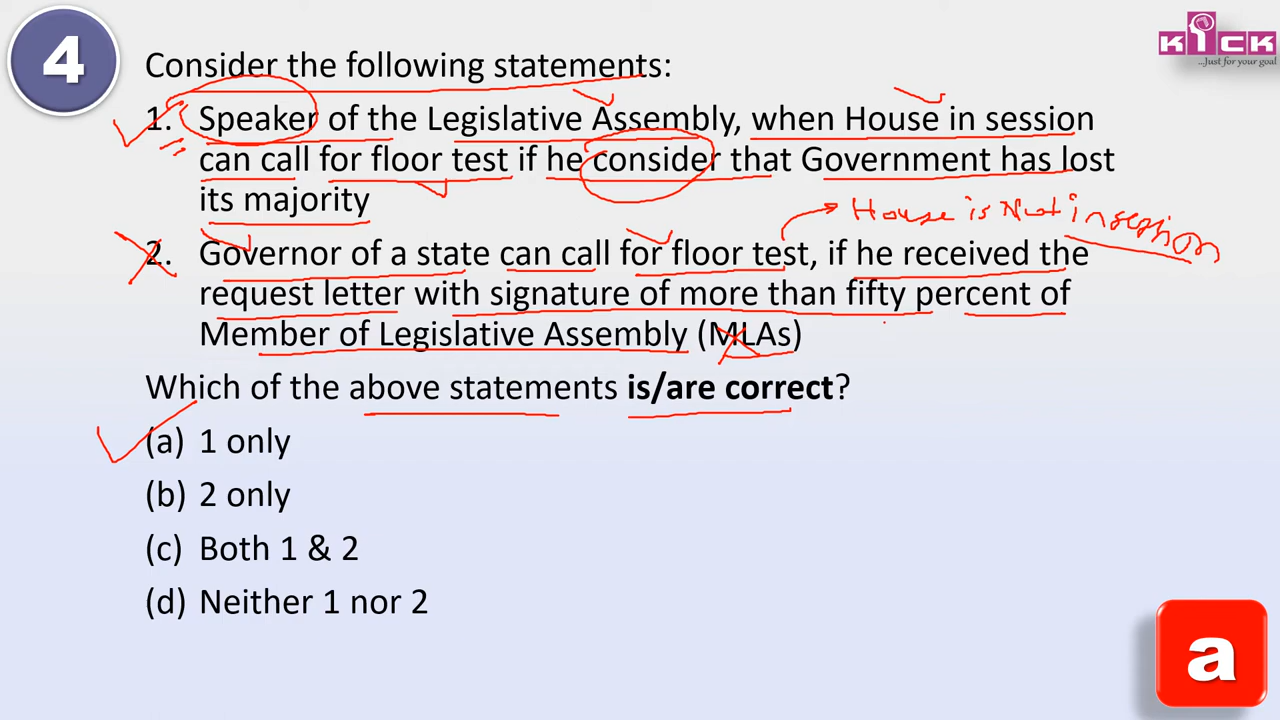 4
KICK
...Just for your goal
Consider the following statements:
1. Speaker of the Legislative Assembly, when House in session
can call for floor test if he consider that Government has lost
its majority
House is Not in session
2. Governor of a state can call for floor test, if he received the
request letter with signature of more than fifty percent of
Member of Legislative Assembly (MLAs)
Which of the above statements is/are correct?
(a) 1 only
(b) 2 only
(c) Both 1 & 2
(d) Neither 1 nor 2
a